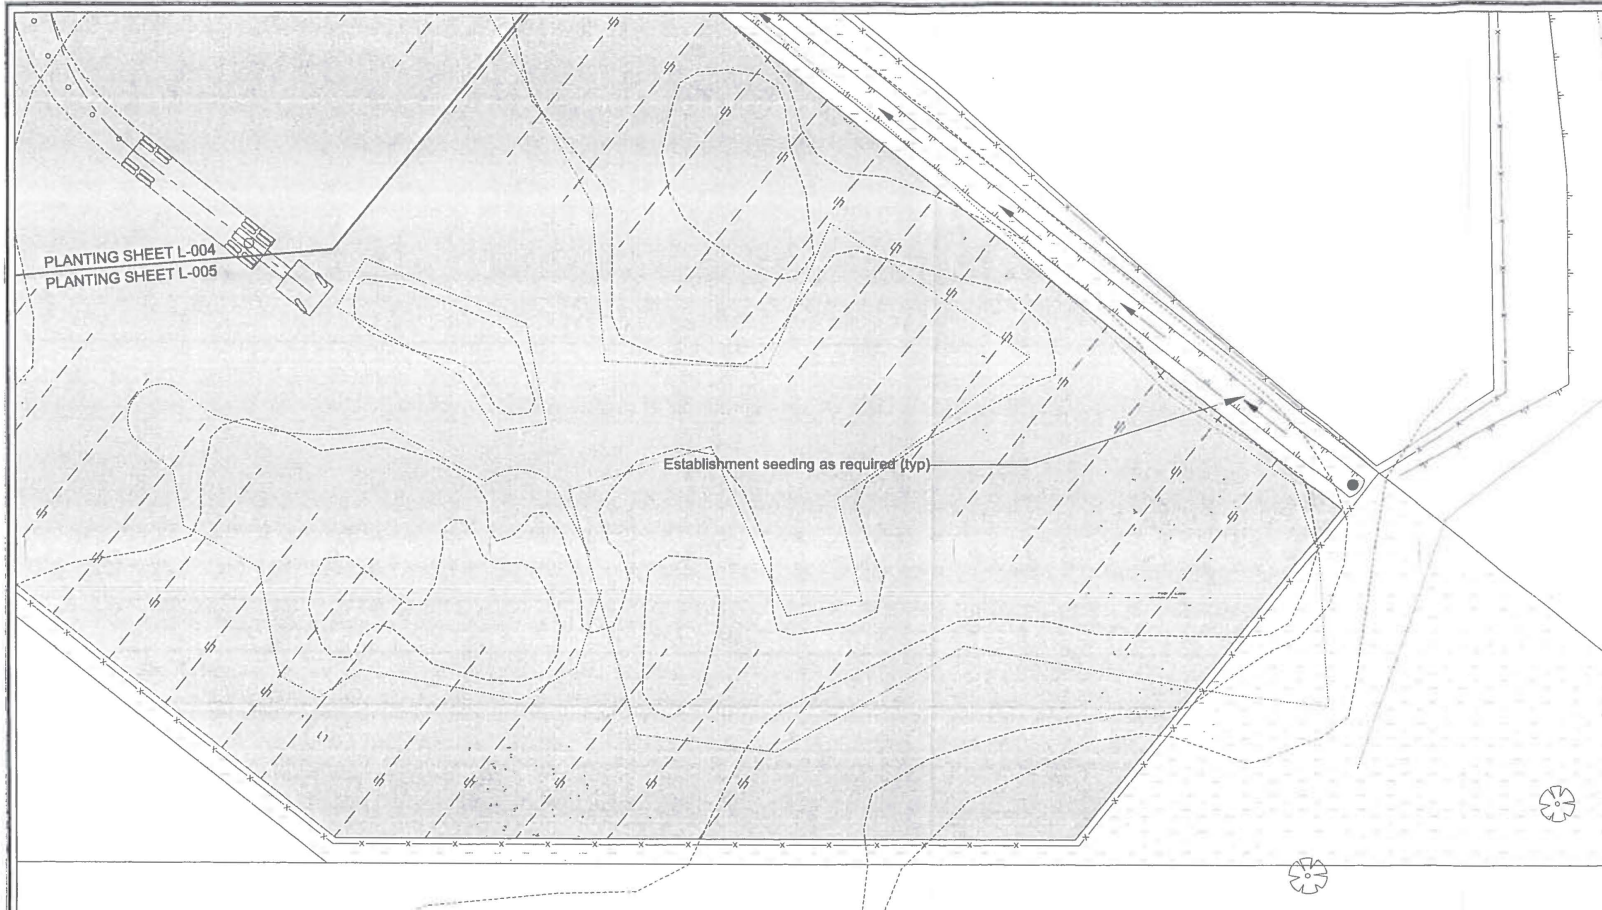 PLANTING SHEET L-004
PLANTING SHEET L-005
Establishment seeding as required (typ)